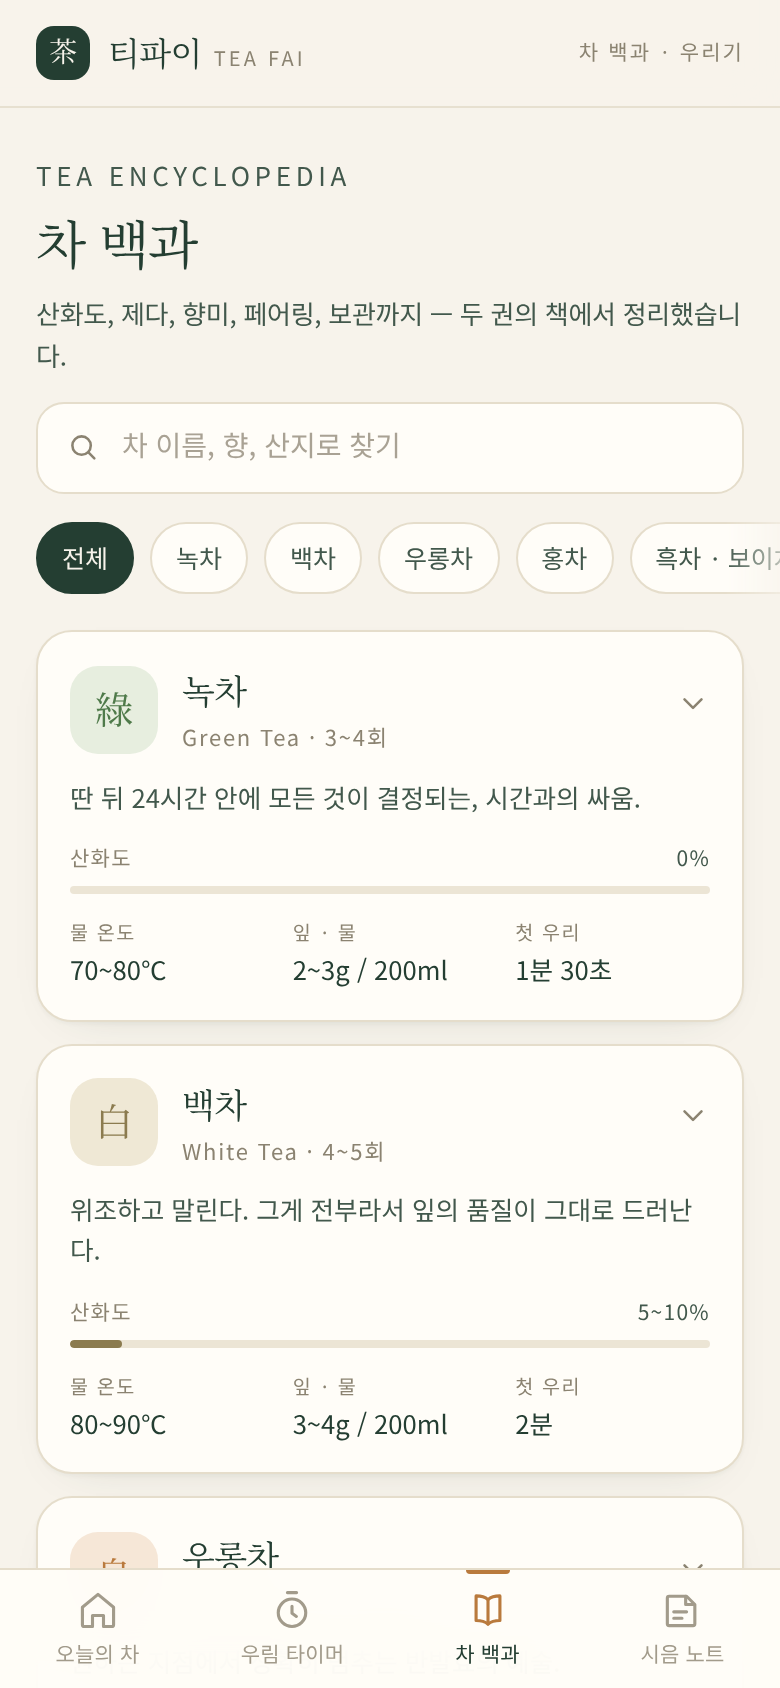 茶 티파이 TEA FAI
차 백과 · 우리기
TEA ENCYCLOPEDIA
차 백과
산화도, 제다, 향미, 페어링, 보관까지 — 두 권의 책에서 정리했습니
다.
차 이름, 향, 산지로 찾기
전체 녹차 백차 우롱차 홍차 흑차 · 보이
綠 녹차
Green Tea · 3~4회
딴 뒤 24시간 안에 모든 것이 결정되는, 시간과의 싸움.
산화도 0%
물 온도 잎 · 물 첫 우리
70~80℃ 2~3g / 200ml 1분 30초
白 백차
White Tea · 4~5회
위조하고 말린다. 그게 전부라서 잎의 품질이 그대로 드러난
다.
산화도 5~10%
물 온도 잎 · 물 첫 우리
80~90℃ 3~4g / 200ml 2분
우롱차
오늘의 차 우림 타이머 차 백과 시음 노트